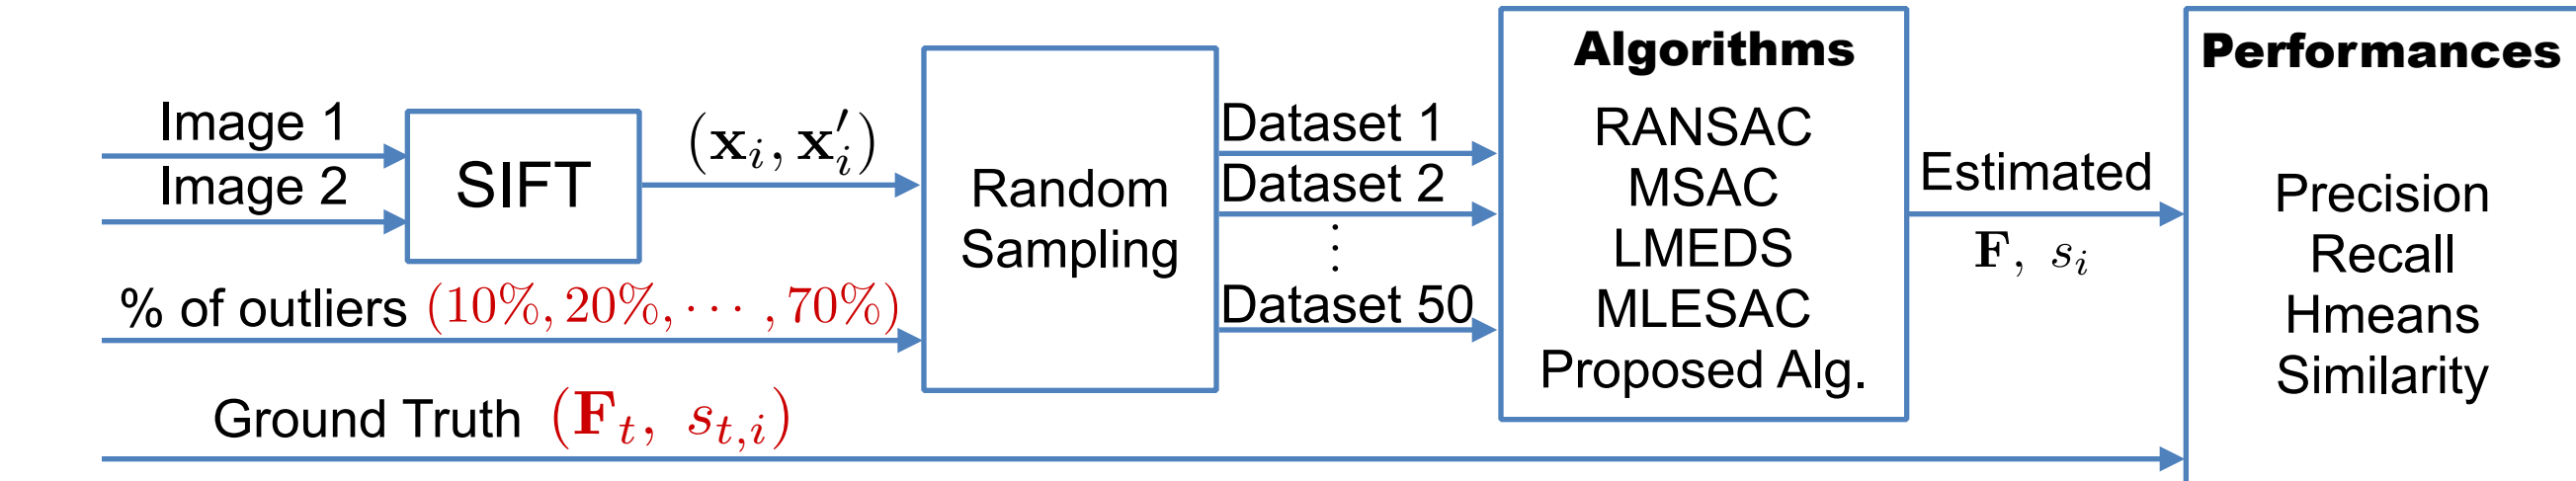 Image 1
Image 2
SIFT
(x_i, x'_i)
% of outliers (10%, 20%, ⋯ , 70%)
Ground Truth (F_t, s_{t,i})
Random
Sampling
Dataset 1
Dataset 2
⋮
Dataset 50
Algorithms
RANSAC
MSAC
LMEDS
MLESAC
Proposed Alg.
Estimated
F, s_i
Performances
Precision
Recall
Hmeans
Similarity